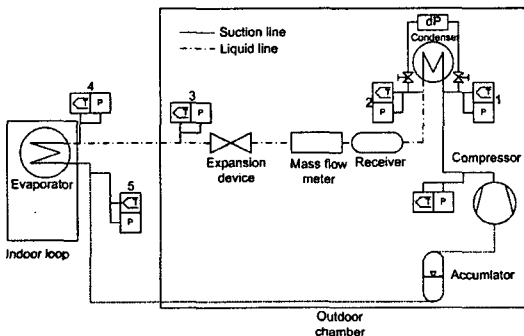 dP
Condenser
Suction line
Liquid line
4
T P
3
T P
2
T
P
1
T
P
Expansion
device
Mass flow
meter
Receiver
Compressor
Evaporator
5
T
P
T P
Indoor loop
Accumlator
Outdoor
chamber